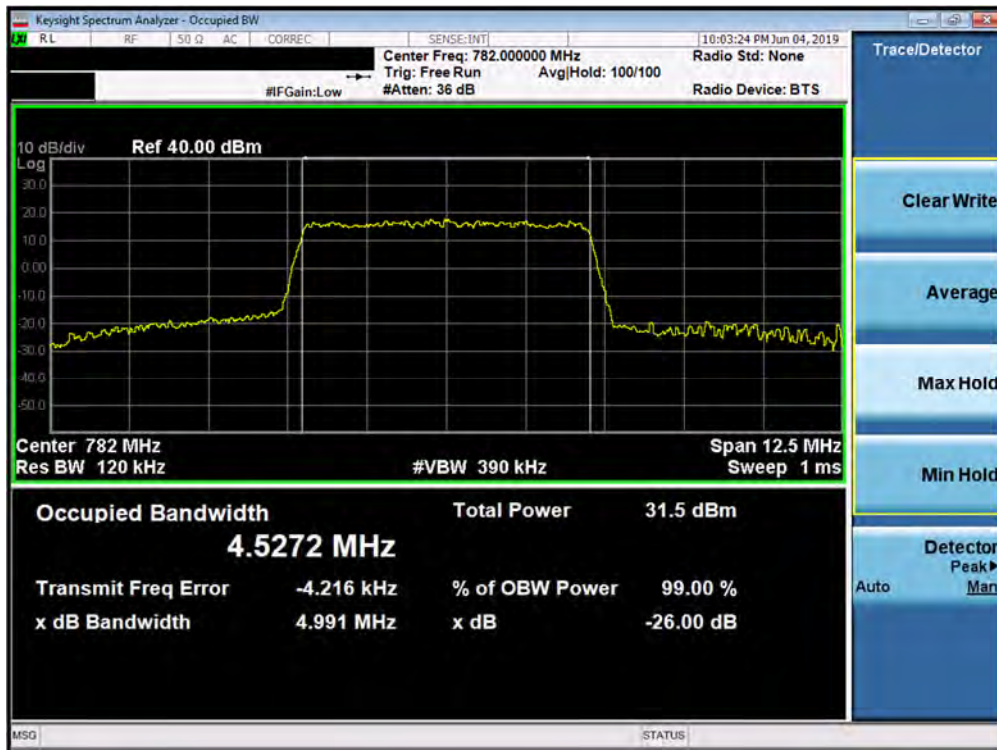 Keysight Spectrum Analyzer - Occupied BW
LXI RL RF 50 Ω AC CORREC SENSE:INT 10:03:24 PM Jun 04, 2019
Center Freq: 782.000000 MHz Radio Std: None
Trig: Free Run Avg|Hold: 100/100
#IFGain:Low #Atten: 36 dB Radio Device: BTS
Trace/Detector
10 dB/div Ref 40.00 dBm
Log
30.0
20.0
10.0
0.00
-10.0
-20.0
-30.0
-40.0
-50.0
Center 782 MHz Span 12.5 MHz
Res BW 120 kHz #VBW 390 kHz Sweep 1 ms
Occupied Bandwidth Total Power 31.5 dBm
4.5272 MHz
Transmit Freq Error -4.216 kHz % of OBW Power 99.00 %
x dB Bandwidth 4.991 MHz x dB -26.00 dB
Clear Write
Average
Max Hold
Min Hold
Detector
Peak▶
Auto Man
MSG STATUS